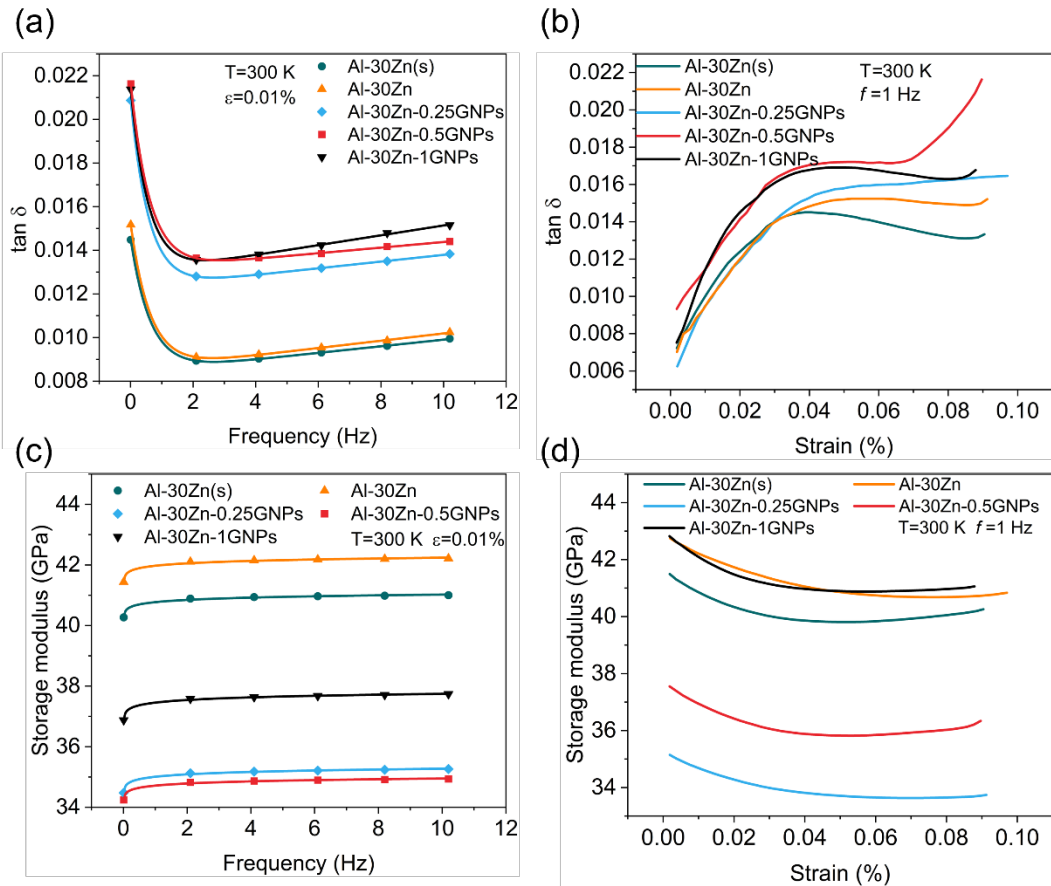 (a)
T=300 K
ε=0.01%
Al-30Zn(s)
Al-30Zn
Al-30Zn-0.25GNPs
Al-30Zn-0.5GNPs
Al-30Zn-1GNPs
tan δ
0.022
0.020
0.018
0.016
0.014
0.012
0.010
0.008
0 2 4 6 8 10 12
Frequency (Hz)
(b)
Al-30Zn(s)
Al-30Zn
Al-30Zn-0.25GNPs
Al-30Zn-0.5GNPs
Al-30Zn-1GNPs
T=300 K
f =1 Hz
tan δ
0.022
0.020
0.018
0.016
0.014
0.012
0.010
0.008
0.006
0.00 0.02 0.04 0.06 0.08 0.10
Strain (%)
(c)
Al-30Zn(s) Al-30Zn
Al-30Zn-0.25GNPs Al-30Zn-0.5GNPs
Al-30Zn-1GNPs T=300 K ε=0.01%
Storage modulus (GPa)
44
42
40
38
36
34
0 2 4 6 8 10 12
Frequency (Hz)
(d)
Al-30Zn(s) Al-30Zn
Al-30Zn-0.25GNPs Al-30Zn-0.5GNPs
Al-30Zn-1GNPs T=300 K f =1 Hz
Storage modulus (GPa)
44
42
40
38
36
34
0.00 0.02 0.04 0.06 0.08 0.10
Strain (%)